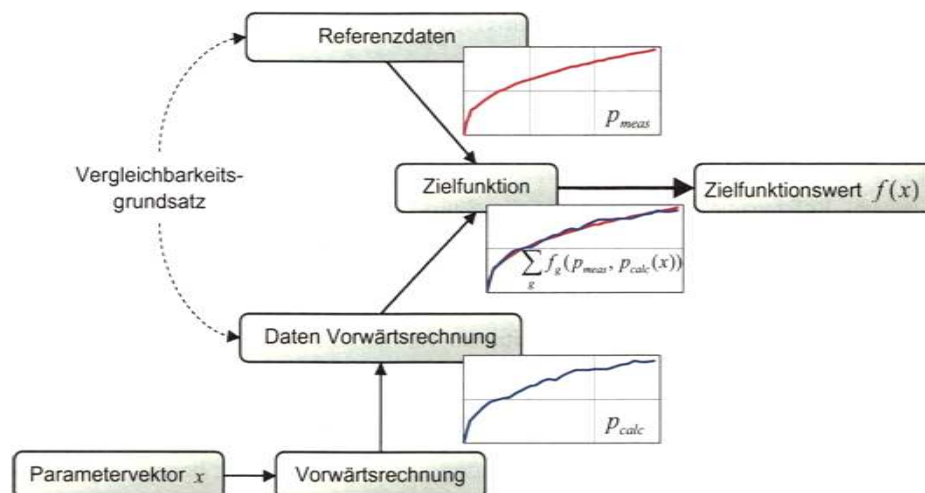 Referenzdaten
p_meas
Vergleichbarkeits-
grundsatz
Zielfunktion
Zielfunktionswert f(x)
∑_g f_g(p_meas, p_calc(x))
Daten Vorwärtsrechnung
p_calc
Parametervektor x
Vorwärtsrechnung